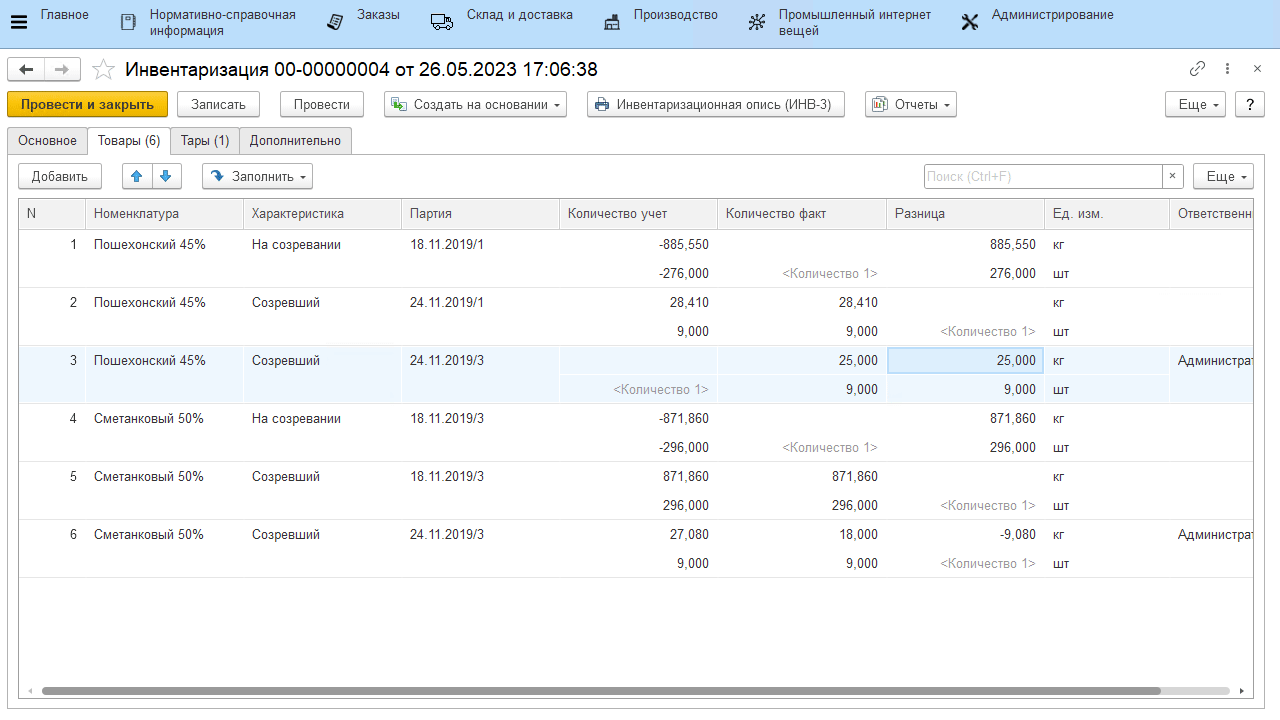 Главное
Нормативно-справочная
информация
Заказы
Склад и доставка
Производство
Промышленный интернет
вещей
Администрирование
Инвентаризация 00-00000004 от 26.05.2023 17:06:38
Провести и закрыть
Записать
Провести
Создать на основании
Инвентаризационная опись (ИНВ-3)
Отчеты
Еще
?
Основное
Товары (6)
Тары (1)
Дополнительно
Добавить
Заполнить
Поиск (Ctrl+F)
×
Еще
N Номенклатура Характеристика Партия Количество учет Количество факт Разница Ед. изм. Ответственн
1 Пошехонский 45% На созревании 18.11.2019/1 -885,550 885,550 кг
-276,000 <Количество 1> 276,000 шт
2 Пошехонский 45% Созревший 24.11.2019/1 28,410 28,410 кг
9,000 9,000 <Количество 1> шт
3 Пошехонский 45% Созревший 24.11.2019/3 25,000 25,000 кг Администрат
<Количество 1> 9,000 9,000 шт
4 Сметанковый 50% На созревании 18.11.2019/3 -871,860 871,860 кг
-296,000 <Количество 1> 296,000 шт
5 Сметанковый 50% Созревший 18.11.2019/3 871,860 871,860 кг
296,000 296,000 <Количество 1> шт
6 Сметанковый 50% Созревший 24.11.2019/3 27,080 18,000 -9,080 кг Администрат
9,000 9,000 <Количество 1> шт